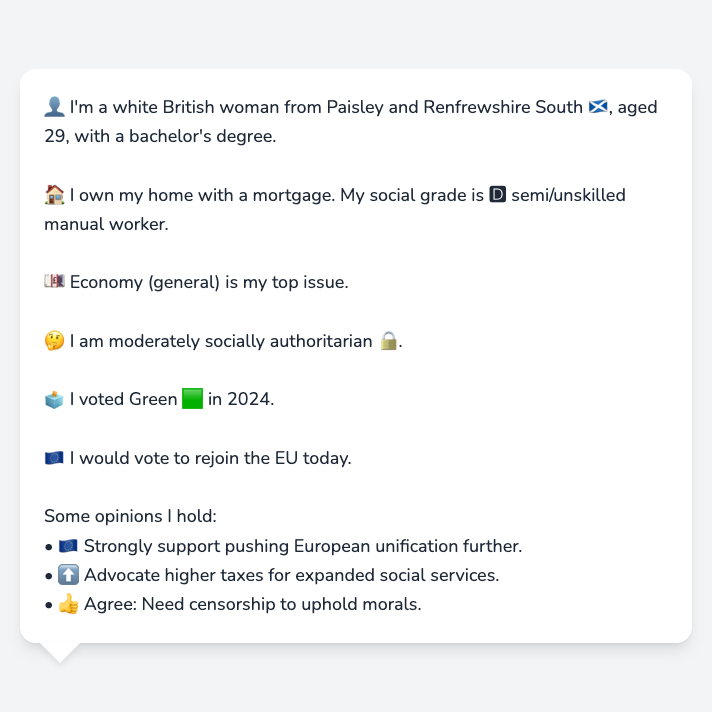 👤 I'm a white British woman from Paisley and Renfrewshire South 🏴󠁧󠁢󠁳󠁣󠁴󠁿, aged
29, with a bachelor's degree.
🏠 I own my home with a mortgage. My social grade is 🅳 semi/unskilled
manual worker.
💷 Economy (general) is my top issue.
🤔 I am moderately socially authoritarian 🔒.
🗳️ I voted Green 🟩 in 2024.
🇪🇺 I would vote to rejoin the EU today.
Some opinions I hold:
• 🇪🇺 Strongly support pushing European unification further.
• ⬆️ Advocate higher taxes for expanded social services.
• 👍 Agree: Need censorship to uphold morals.